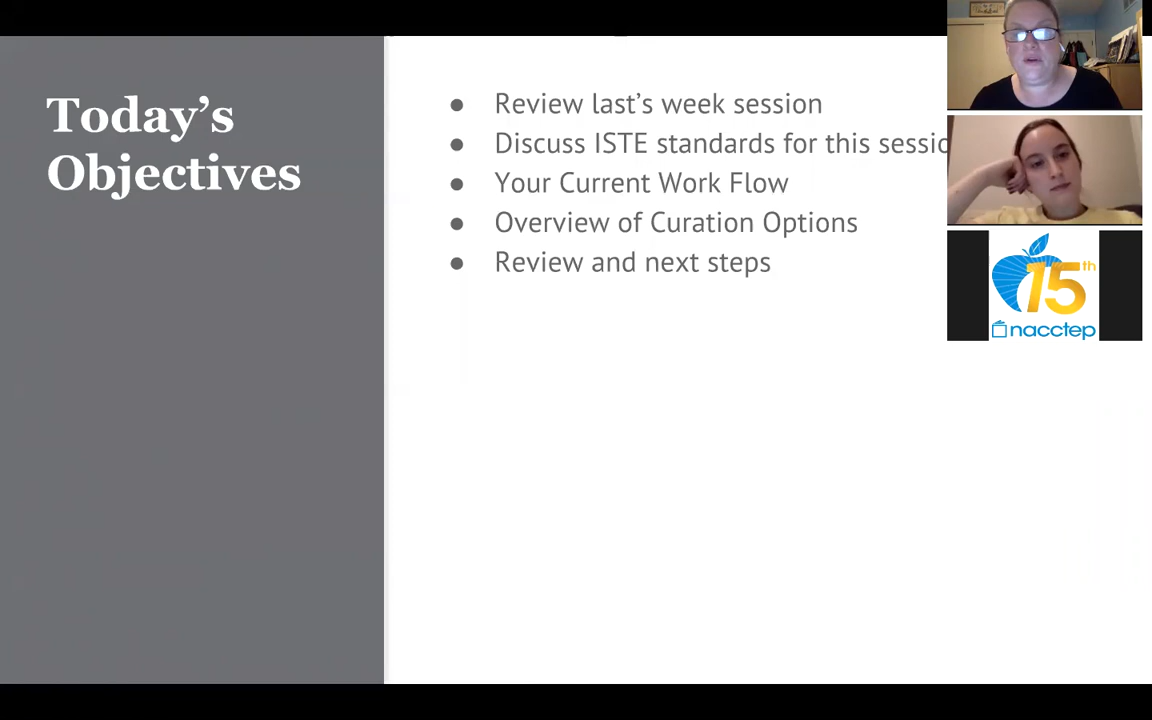 Today's
Objectives
● Review last's week session
● Discuss ISTE standards for this sessio
● Your Current Work Flow
● Overview of Curation Options
● Review and next steps
15th
nacctep